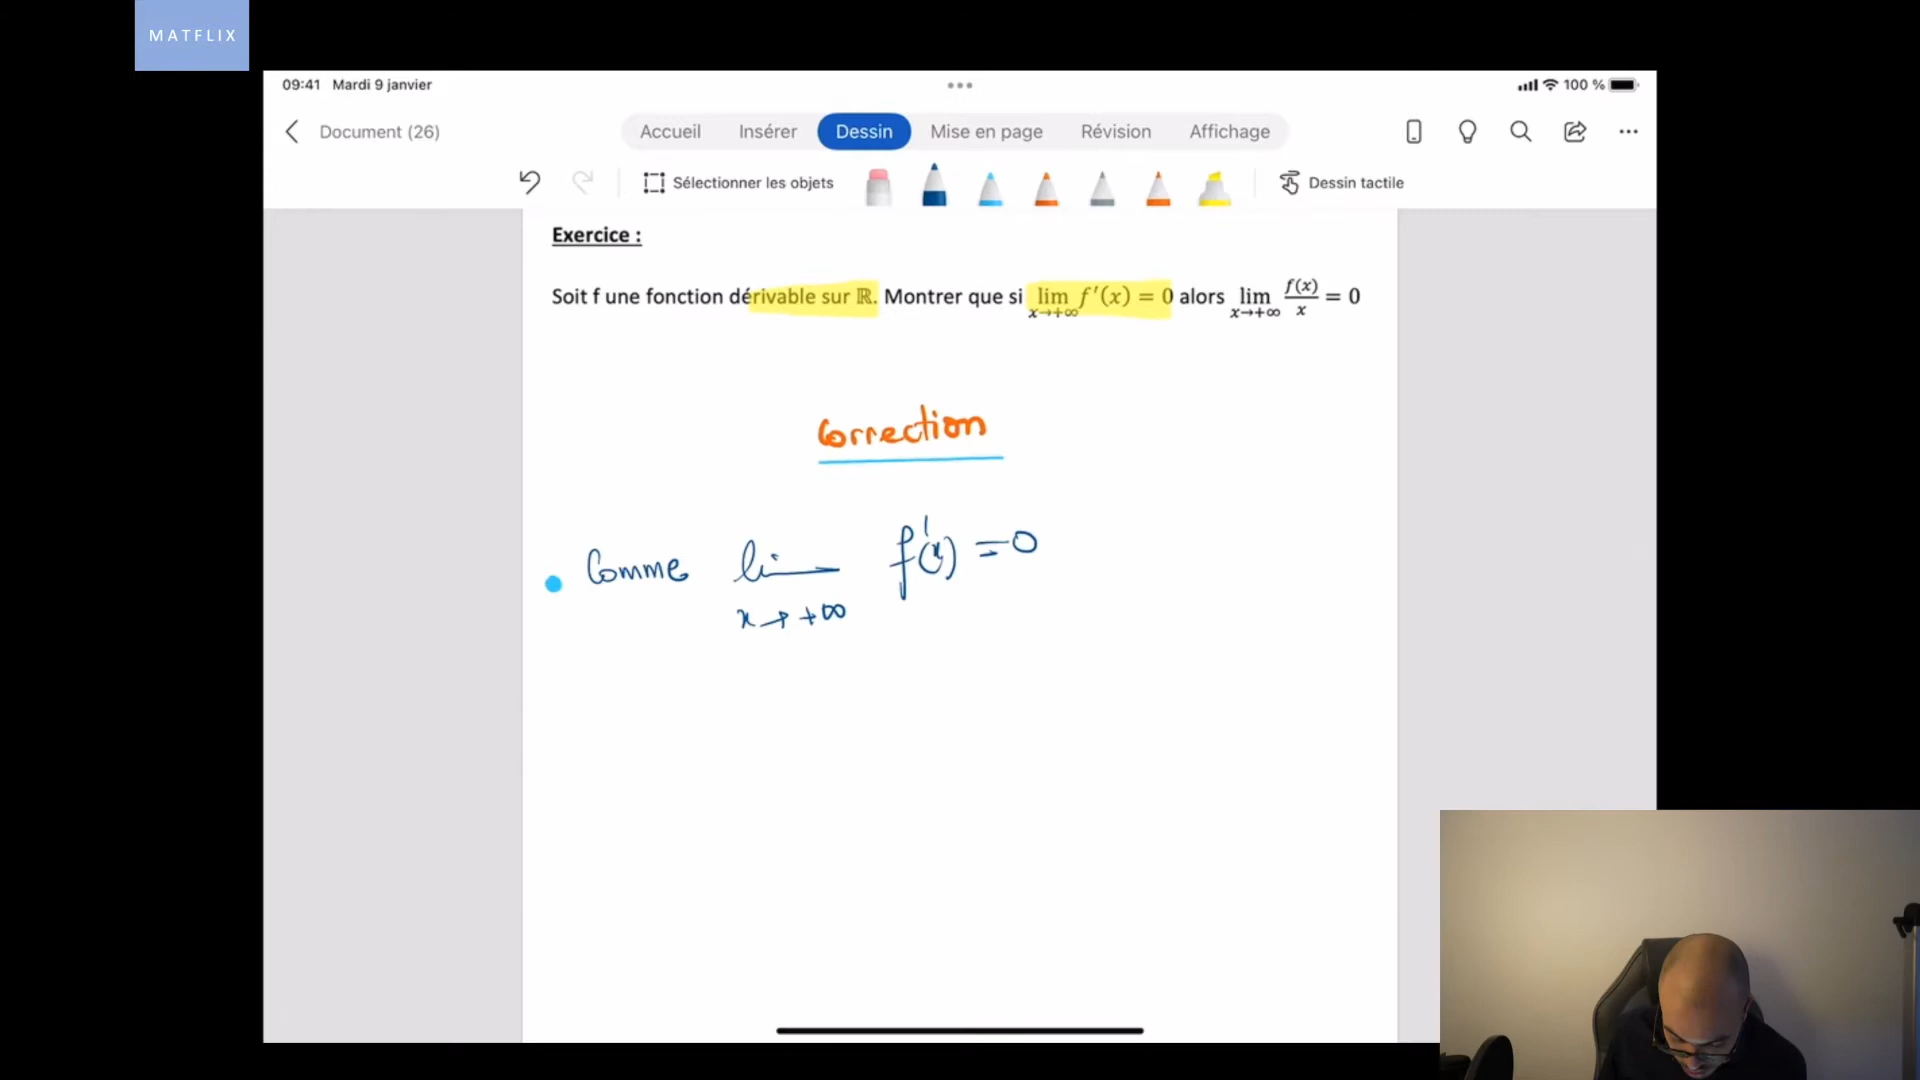 MATFLIX
09:41 Mardi 9 janvier
100 %
Document (26)
Accueil Insérer Dessin Mise en page Révision Affichage
Sélectionner les objets
Dessin tactile
Exercice :
Soit f une fonction dérivable sur ℝ. Montrer que si lim x→+∞ f′(x) = 0 alors lim x→+∞ f(x)/x = 0
Correction
Comme lim f'(x) = 0
x → +∞